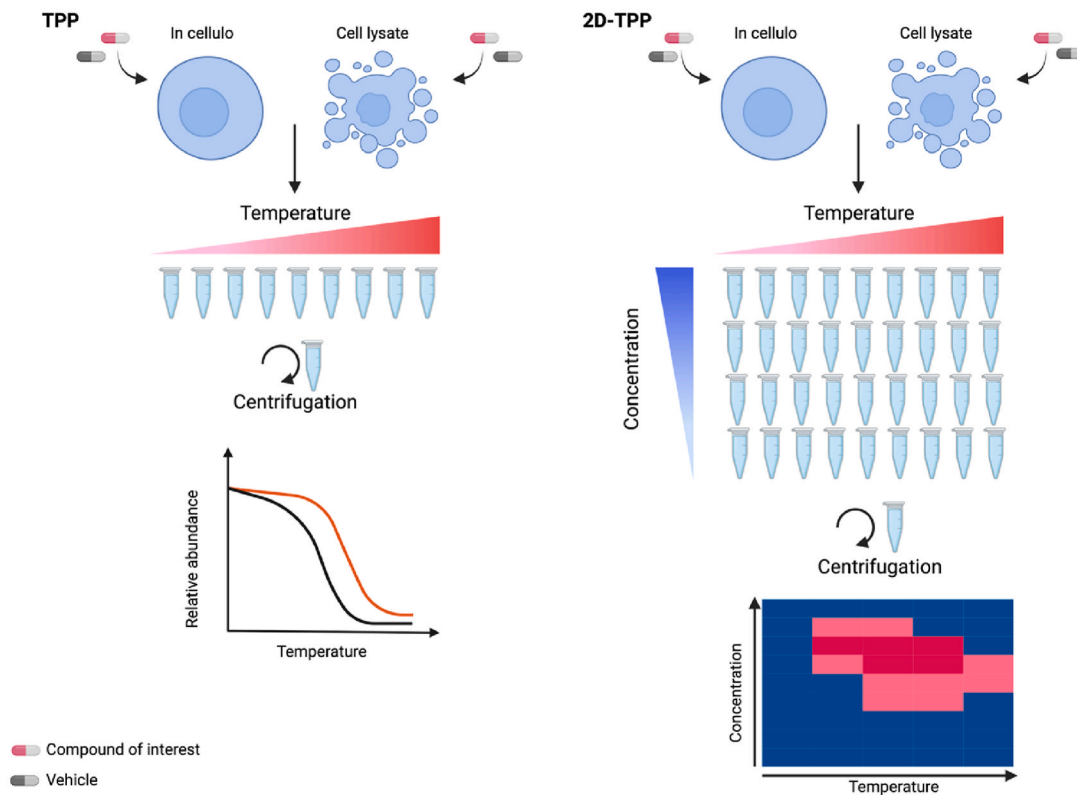 TPP
In cellulo
Cell lysate
Temperature
Centrifugation
Relative abundance
Temperature
Compound of interest
Vehicle
2D-TPP
In cellulo
Cell lysate
Temperature
Concentration
Centrifugation
Concentration
Temperature